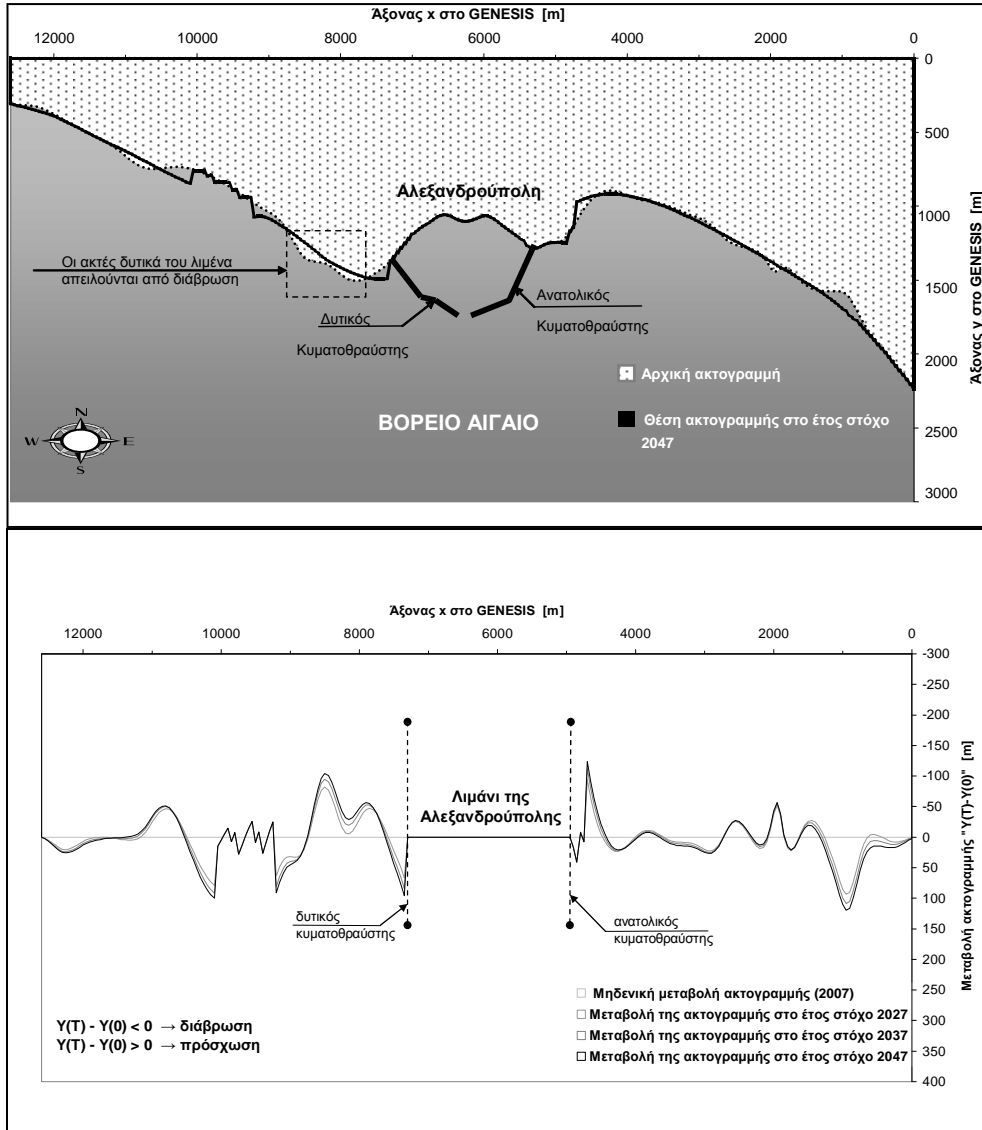 Άξονας x στο GENESIS [m]
12000 10000 8000 6000 4000 2000 0
0
500
1000
1500
2000
2500
3000
Άξονας y στο GENESIS [m]
Αλεξανδρούπολη
Οι ακτές δυτικά του λιμένα
απειλούνται από διάβρωση
Δυτικός
Κυματοθραύστης
Ανατολικός
Κυματοθραύστης
Αρχική ακτογραμμή
ΒΟΡΕΙΟ ΑΙΓΑΙΟ
Θέση ακτογραμμής στο έτος στόχο
2047
N
W E
S
Άξονας x στο GENESIS [m]
12000 10000 8000 6000 4000 2000 0
-300
-250
-200
-150
-100
-50
0
50
100
150
200
250
300
350
400
Μεταβολή ακτογραμμής "Y(T)-Y(0)" [m]
Λιμάνι της
Αλεξανδρούπολης
δυτικός
κυματοθραύστης
ανατολικός
κυματοθραύστης
Μηδενική μεταβολή ακτογραμμής (2007)
Μεταβολή της ακτογραμμής στο έτος στόχο 2027
Μεταβολή της ακτογραμμής στο έτος στόχο 2037
Μεταβολή της ακτογραμμής στο έτος στόχο 2047
Y(T) - Y(0) < 0 → διάβρωση
Y(T) - Y(0) > 0 → πρόσχωση